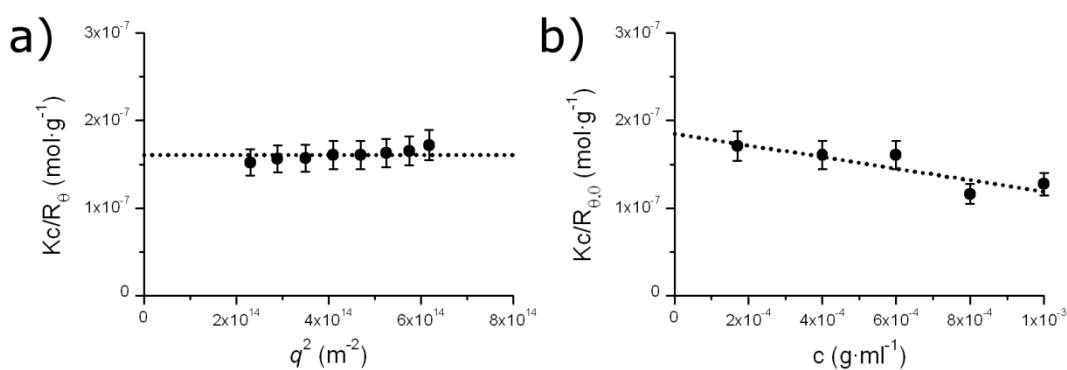 a)
3x10⁻⁷
2x10⁻⁷
1x10⁻⁷
0
Kc/R_θ (mol·g⁻¹)
0
2x10¹⁴
4x10¹⁴
6x10¹⁴
8x10¹⁴
q² (m⁻²)
b)
3x10⁻⁷
2x10⁻⁷
1x10⁻⁷
0
Kc/R_θ,0 (mol·g⁻¹)
0
2x10⁻⁴
4x10⁻⁴
6x10⁻⁴
8x10⁻⁴
1x10⁻³
c (g·ml⁻¹)